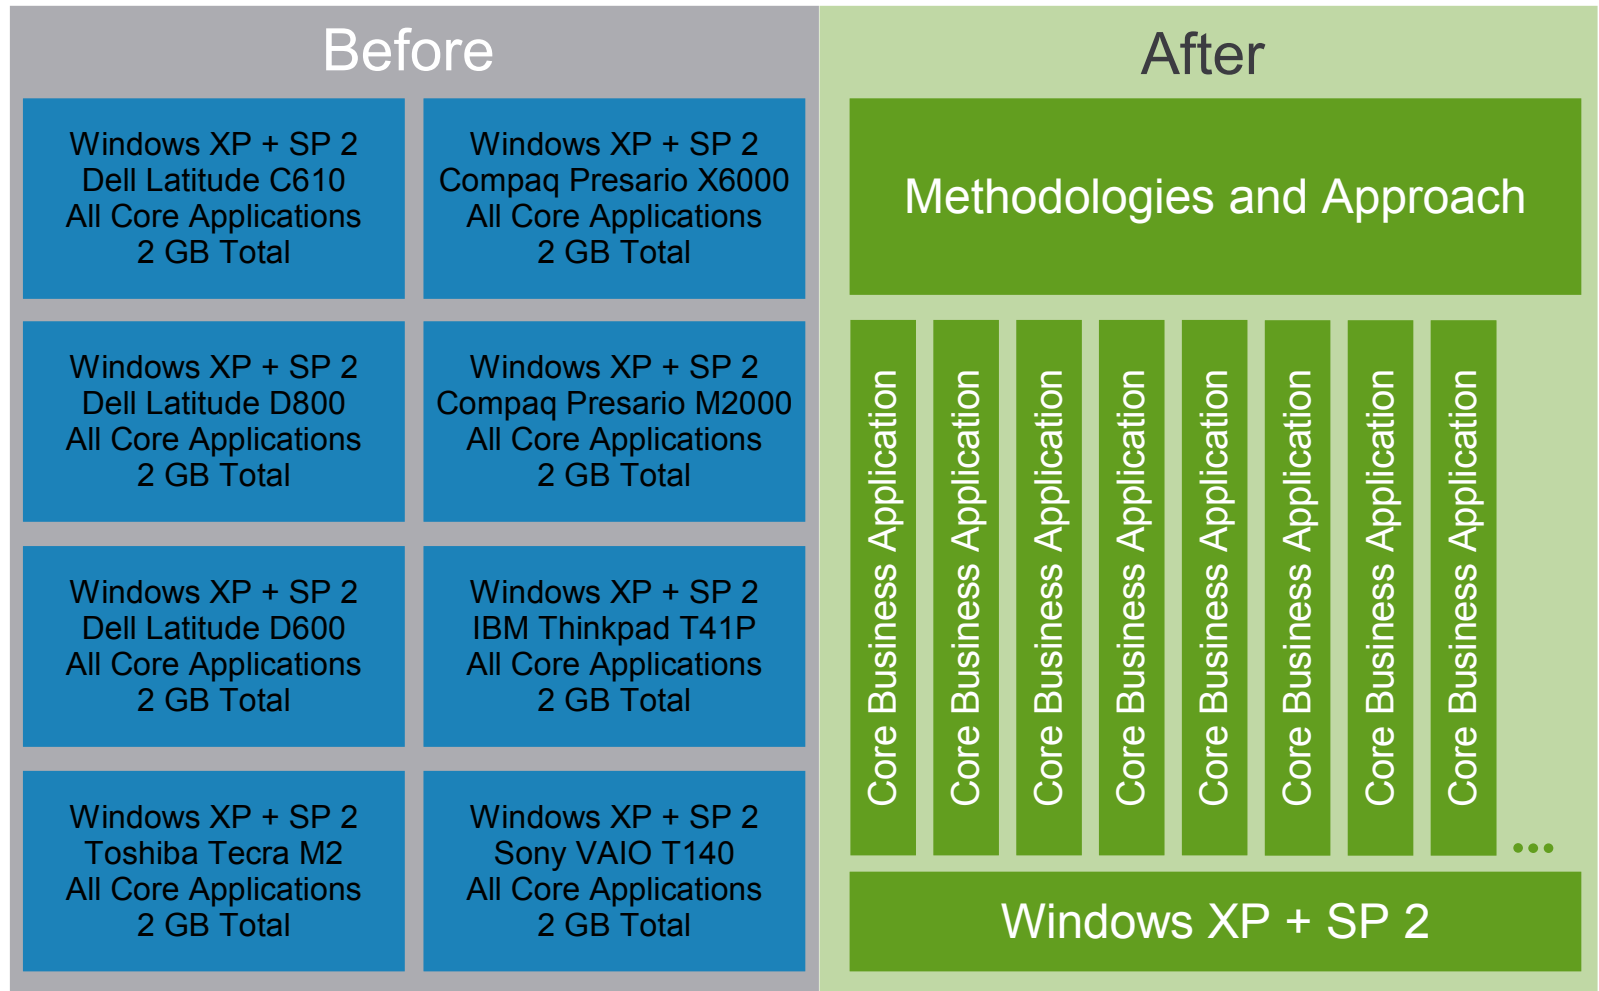 Before
Windows XP + SP 2
Dell Latitude C610
All Core Applications
2 GB Total
Windows XP + SP 2
Compaq Presario X6000
All Core Applications
2 GB Total
Windows XP + SP 2
Dell Latitude D800
All Core Applications
2 GB Total
Windows XP + SP 2
Compaq Presario M2000
All Core Applications
2 GB Total
Windows XP + SP 2
Dell Latitude D600
All Core Applications
2 GB Total
Windows XP + SP 2
IBM Thinkpad T41P
All Core Applications
2 GB Total
Windows XP + SP 2
Toshiba Tecra M2
All Core Applications
2 GB Total
Windows XP + SP 2
Sony VAIO T140
All Core Applications
2 GB Total
After
Methodologies and Approach
Core Business Application
Core Business Application
Core Business Application
Core Business Application
Core Business Application
Core Business Application
Core Business Application
Core Business Application
...
Windows XP + SP 2